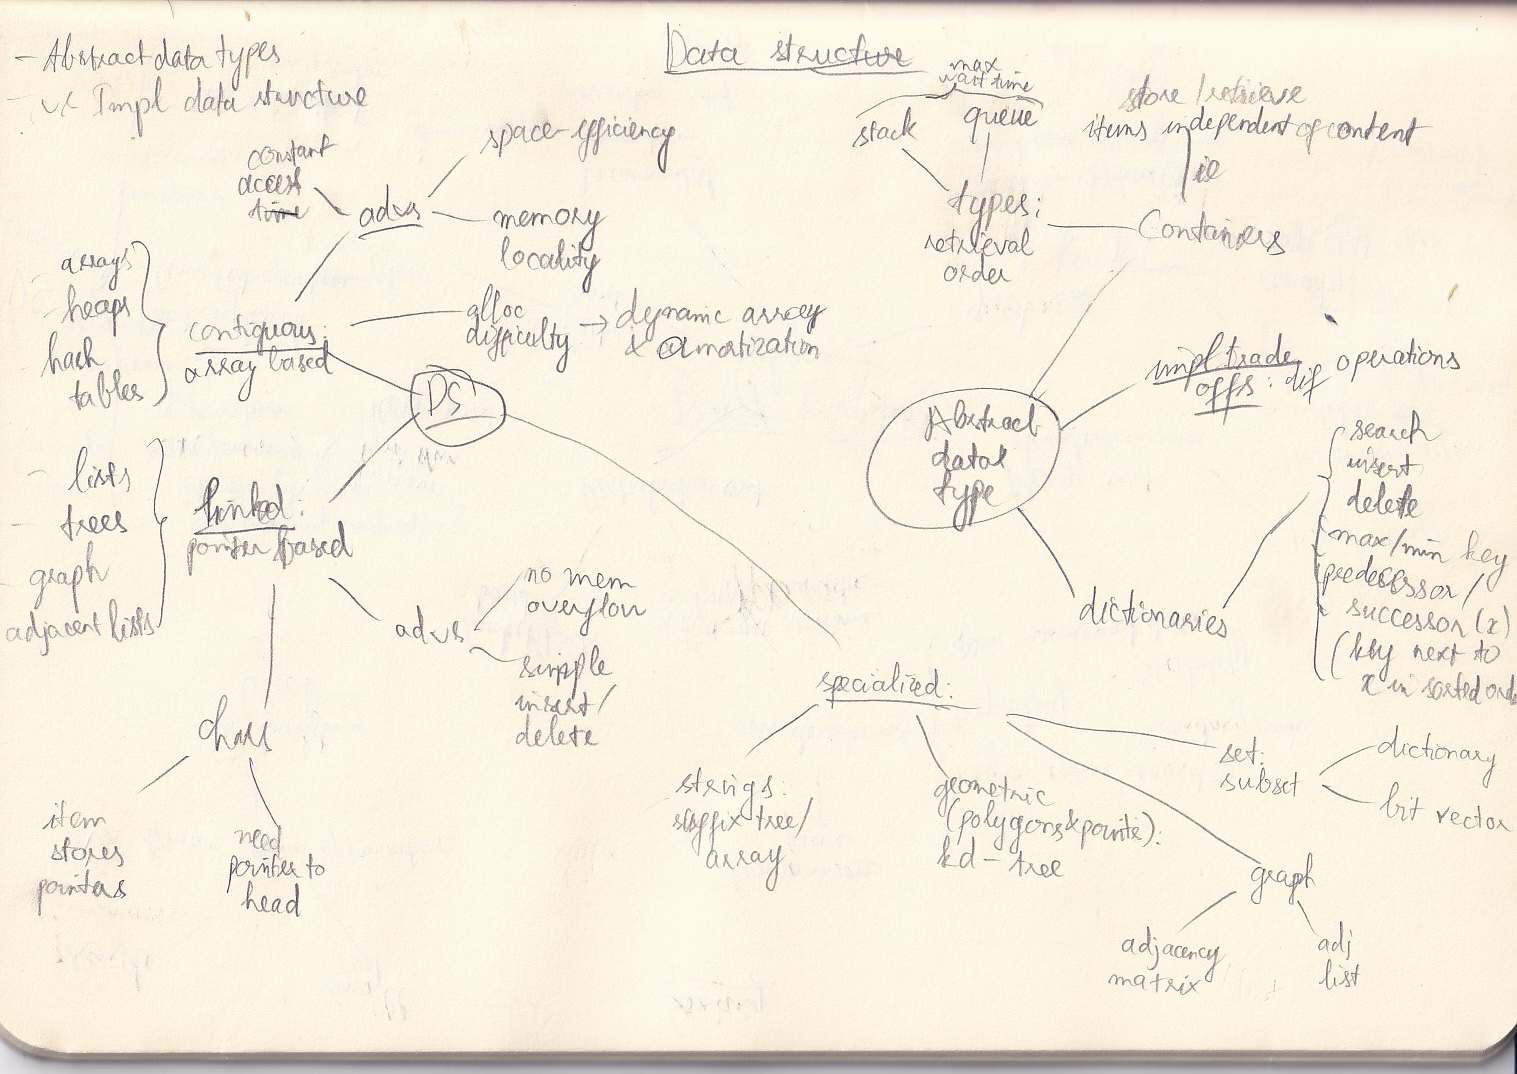 Data structure
- Abstract data types
- vs Impl data structure
constant
access
time
space-efficiency
advs
memory
locality
arrays
- heaps
hash
tables
contiguous:
array based
alloc
difficulty → dynamic array
& amortization
DS
- lists
- trees
- graph
adjacent lists
linked:
pointer based
advs
no mem
overflow
simple
insert/
delete
item
stores
pointers
need
pointer to
head
max
wait time
stack
queue
types:
retrieval
order
store/retrieve
items independent of content
ie
Containers
Abstract
data
type
impl trade
offs: dif operations
dictionaries
search
insert
delete
max/min key
predecessor/
successor (x)
(key next to
x in sorted
specialized:
strings:
suffix tree/
array
geometric
(polygons & points):
kd-tree
set:
subset
dictionary
bit vector
graph
adjacency
matrix
adj
list